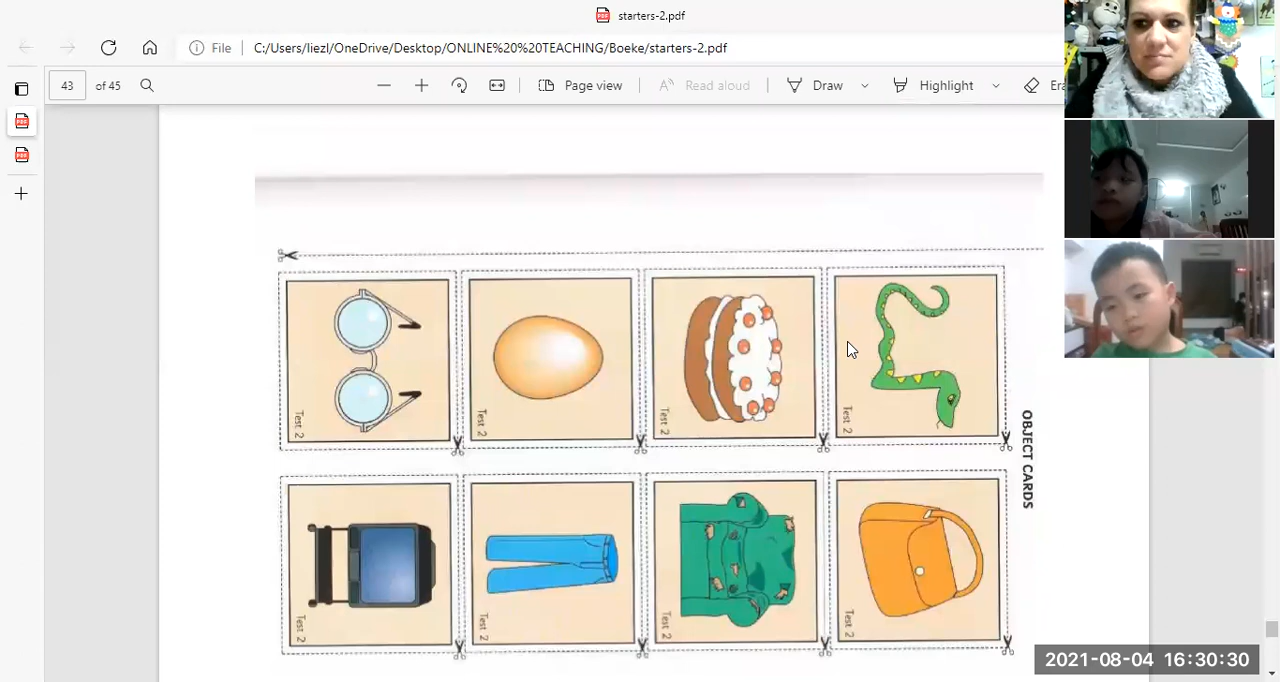 starters-2.pdf
File
C:/Users/liezl/OneDrive/Desktop/ONLINE%20%20TEACHING/Boeke/starters-2.pdf
43
of 45
Page view
Read aloud
Draw
Highlight
Era
OBJECT CARDS
Test 2
Test 2
Test 2
Test 2
Test 2
Test 2
Test 2
Test 2
2021-08-04 16:30:30